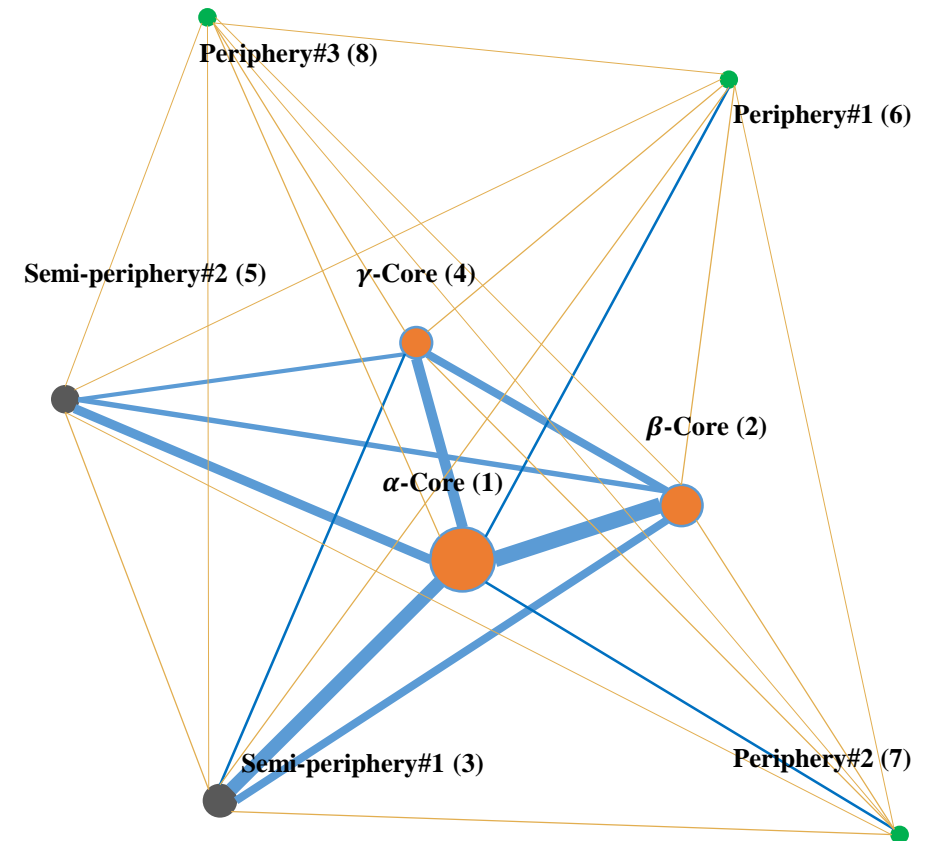 Periphery#3 (8)
Periphery#1 (6)
Semi-periphery#2 (5)
γ-Core (4)
β-Core (2)
α-Core (1)
Periphery#2 (7)
Semi-periphery#1 (3)